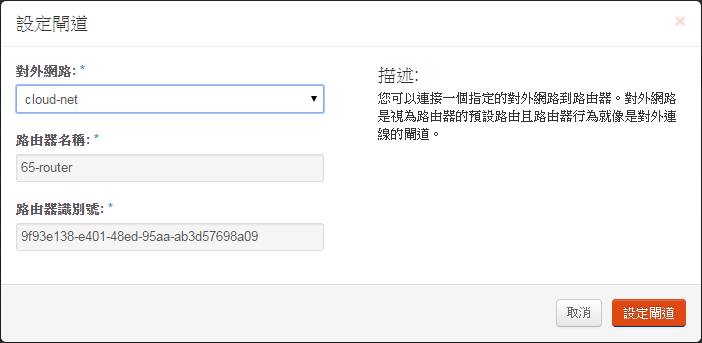 設定閘道
×
對外網路: *
cloud-net
路由器名稱: *
65-router
路由器識別號: *
9f93e138-e401-48ed-95aa-ab3d57698a09
描述:
您可以連接一個指定的對外網路到路由器。對外網路
是視為路由器的預設路由且路由器行為就像是對外連
線的閘道。
取消
設定閘道